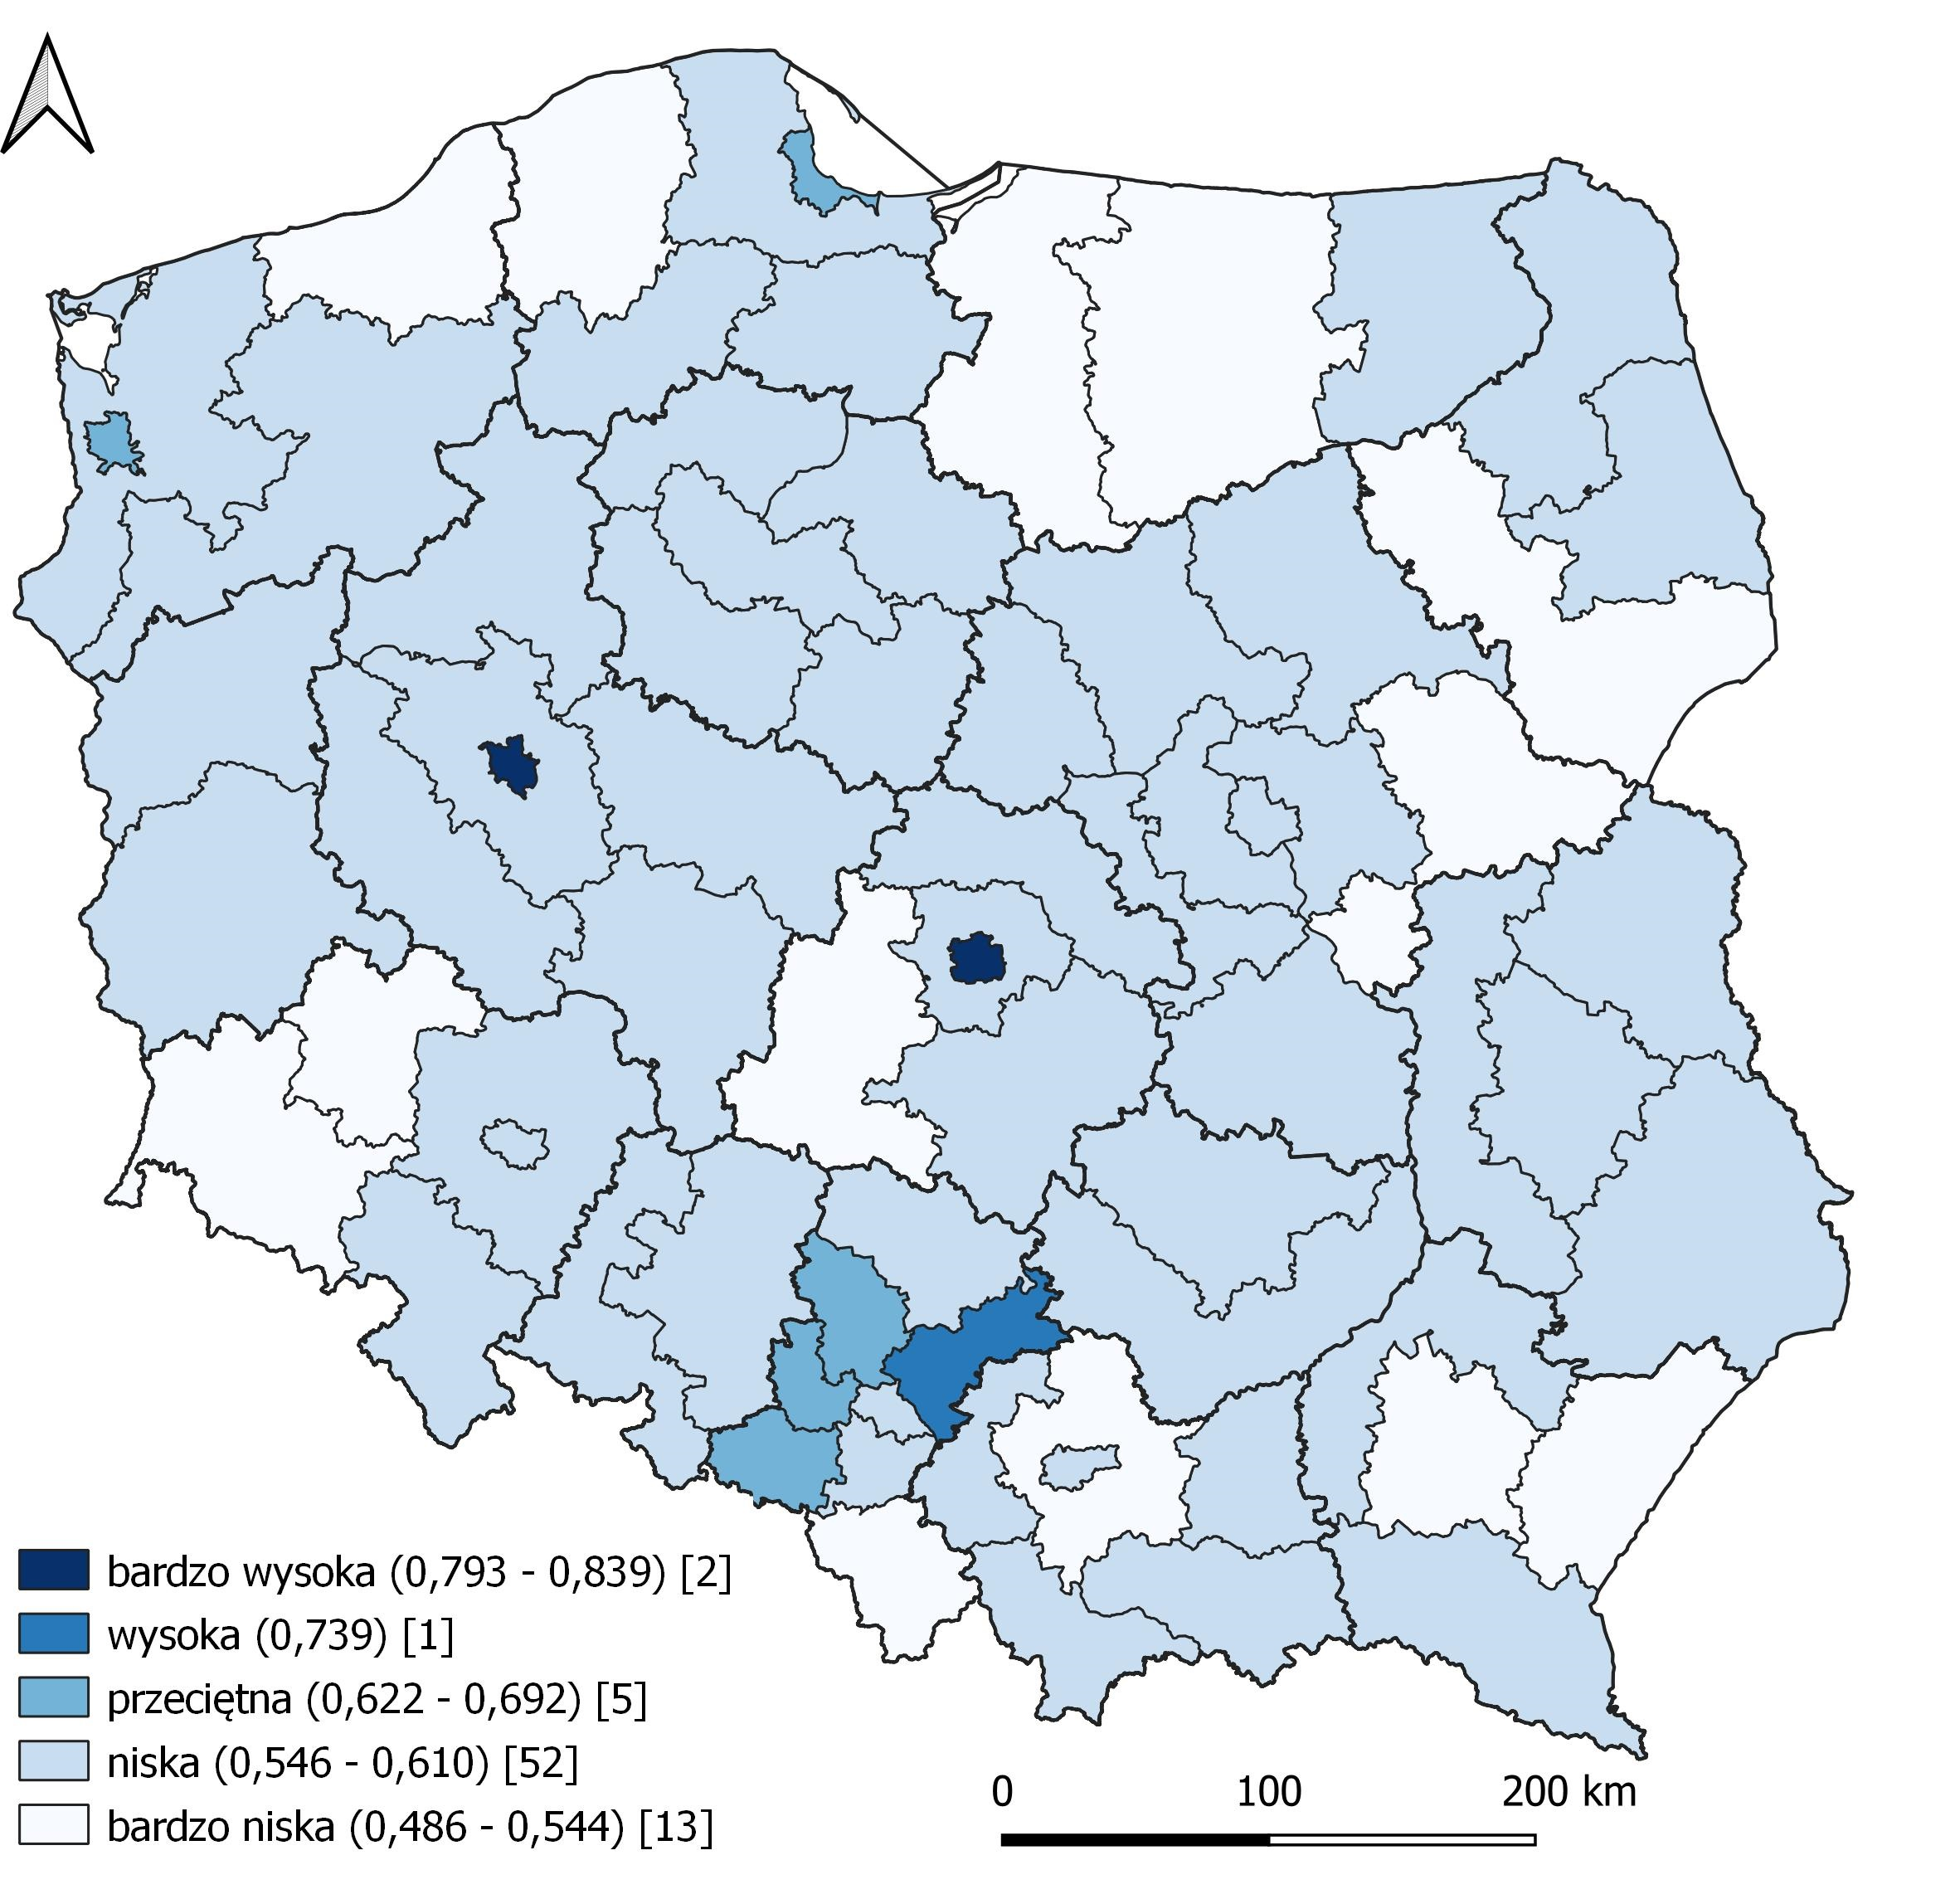 bardzo wysoka (0,793 - 0,839) [2]
wysoka (0,739) [1]
przeciętna (0,622 - 0,692) [5]
niska (0,546 - 0,610) [52]
bardzo niska (0,486 - 0,544) [13]
0 100 200 km